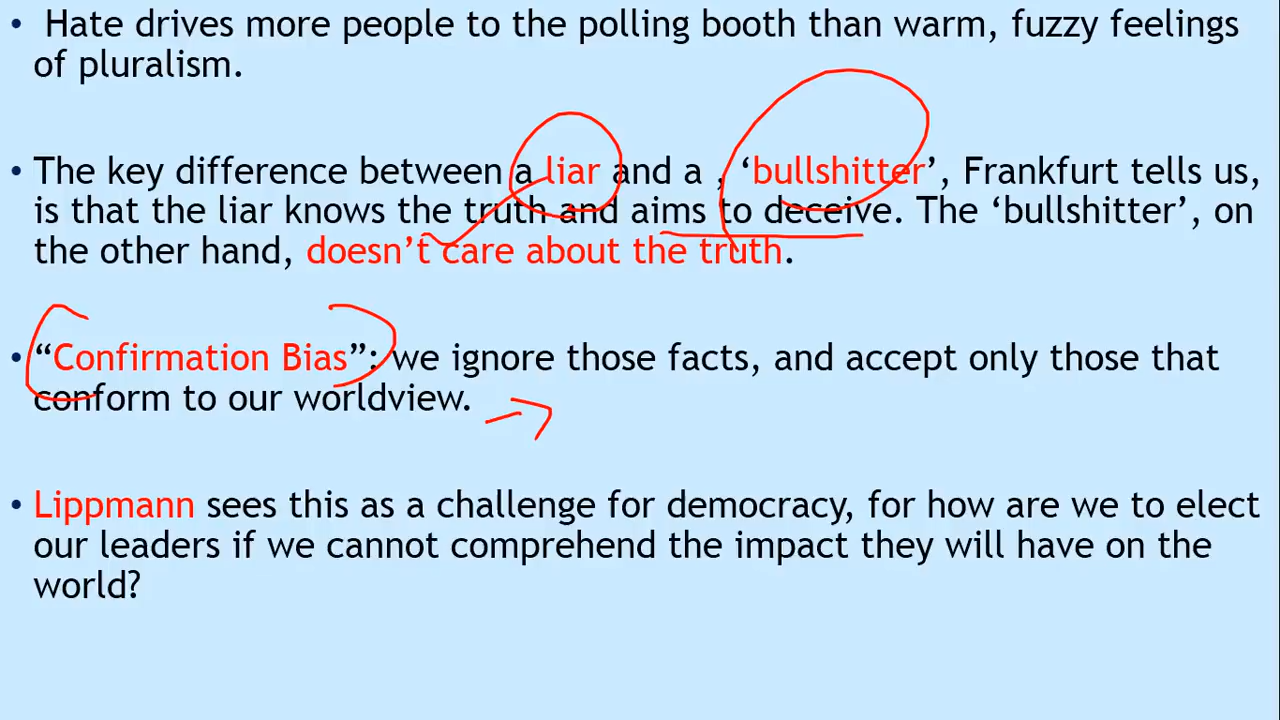 • Hate drives more people to the polling booth than warm, fuzzy feelings
of pluralism.
• The key difference between a liar and a , ‘bullshitter’, Frankfurt tells us,
is that the liar knows the truth and aims to deceive. The ‘bullshitter’, on
the other hand, doesn’t care about the truth.
• “Confirmation Bias”: we ignore those facts, and accept only those that
conform to our worldview.
• Lippmann sees this as a challenge for democracy, for how are we to elect
our leaders if we cannot comprehend the impact they will have on the
world?